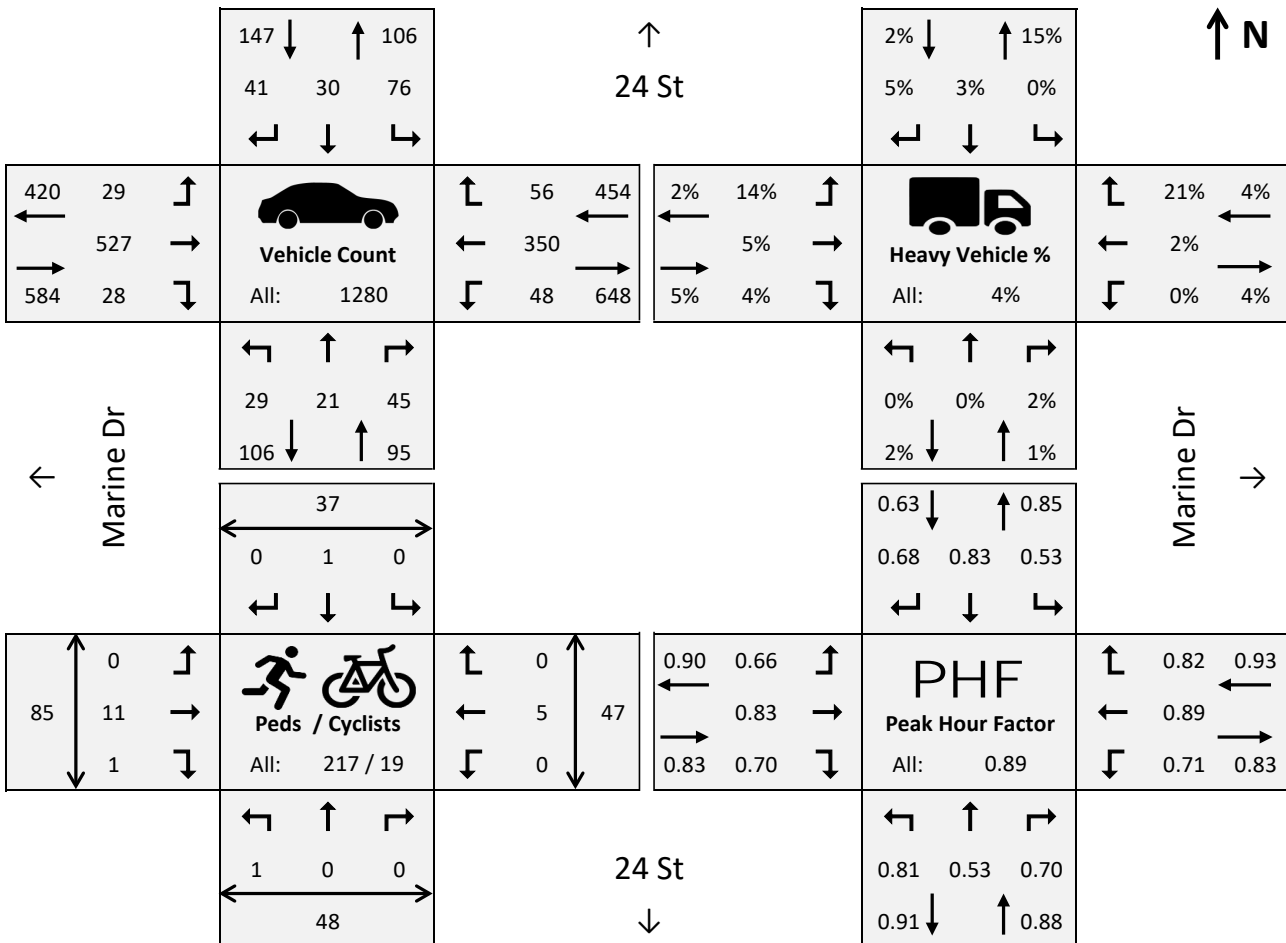 147 106 2% 15% N
41 30 76 24 St 5% 3% 0%
420 29 56 454 2% 14% 21% 4%
527 350 5% 2%
Vehicle Count Heavy Vehicle %
584 28 All: 1280 48 648 5% 4% All: 4% 0% 4%
29 21 45 0% 0% 2%
106 95 2% 1%
Marine Dr Marine Dr
37 0.63 0.85
0 1 0 0.68 0.83 0.53
0 0 0.90 0.66 PHF 0.82 0.93
85 11 5 47 0.83 0.89
Peds / Cyclists Peak Hour Factor
1 All: 217 / 19 0 0.83 0.70 All: 0.89 0.71 0.83
1 0 0 24 St 0.81 0.53 0.70
48 0.91 0.88